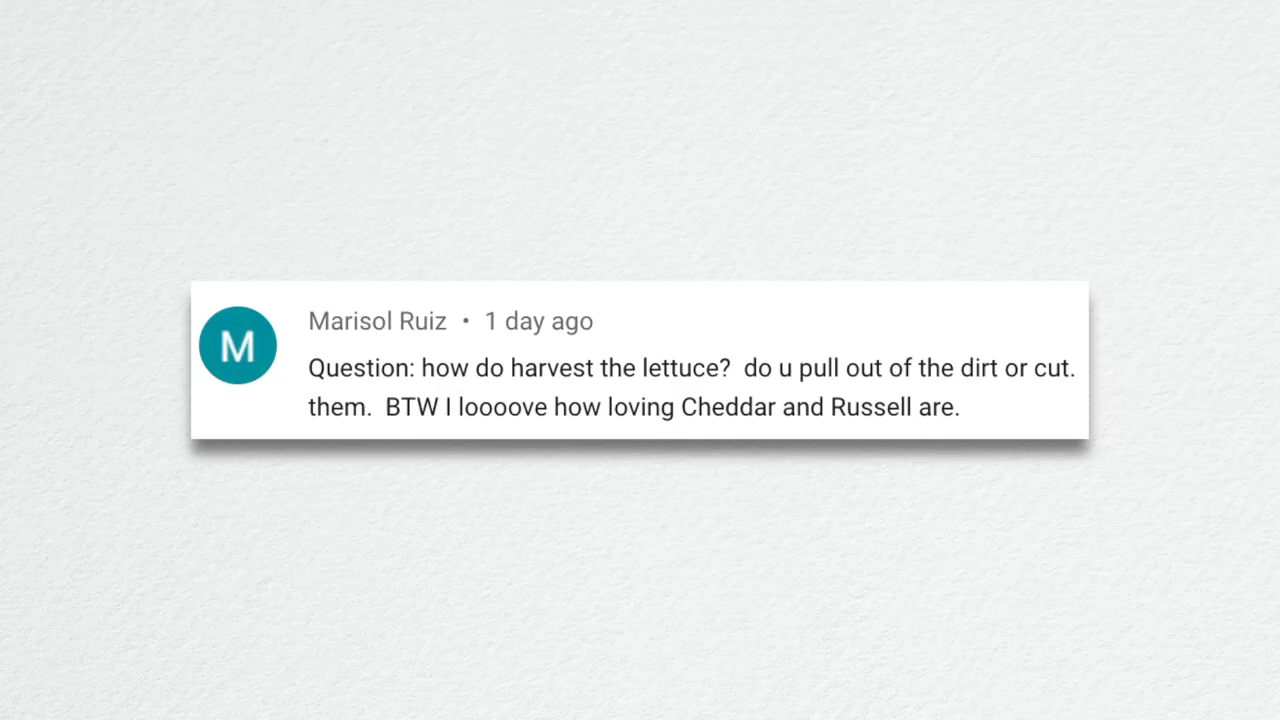 M
Marisol Ruiz • 1 day ago
Question: how do harvest the lettuce?  do u pull out of the dirt or cut.
them.  BTW I loooove how loving Cheddar and Russell are.